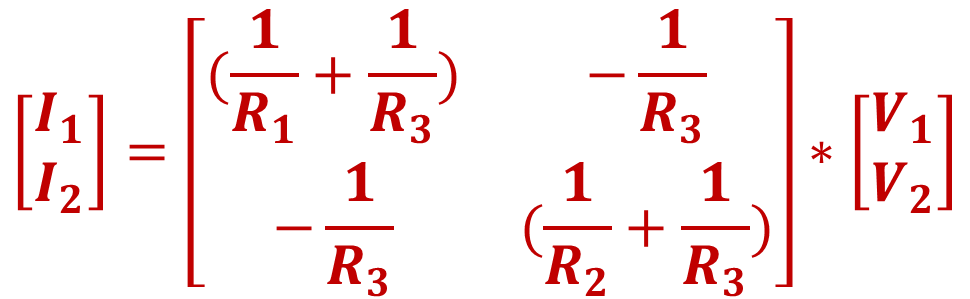 [I₁ I₂] = [(1/R₁ + 1/R₃) −1/R₃
−1/R₃ (1/R₂ + 1/R₃)] * [V₁ V₂]